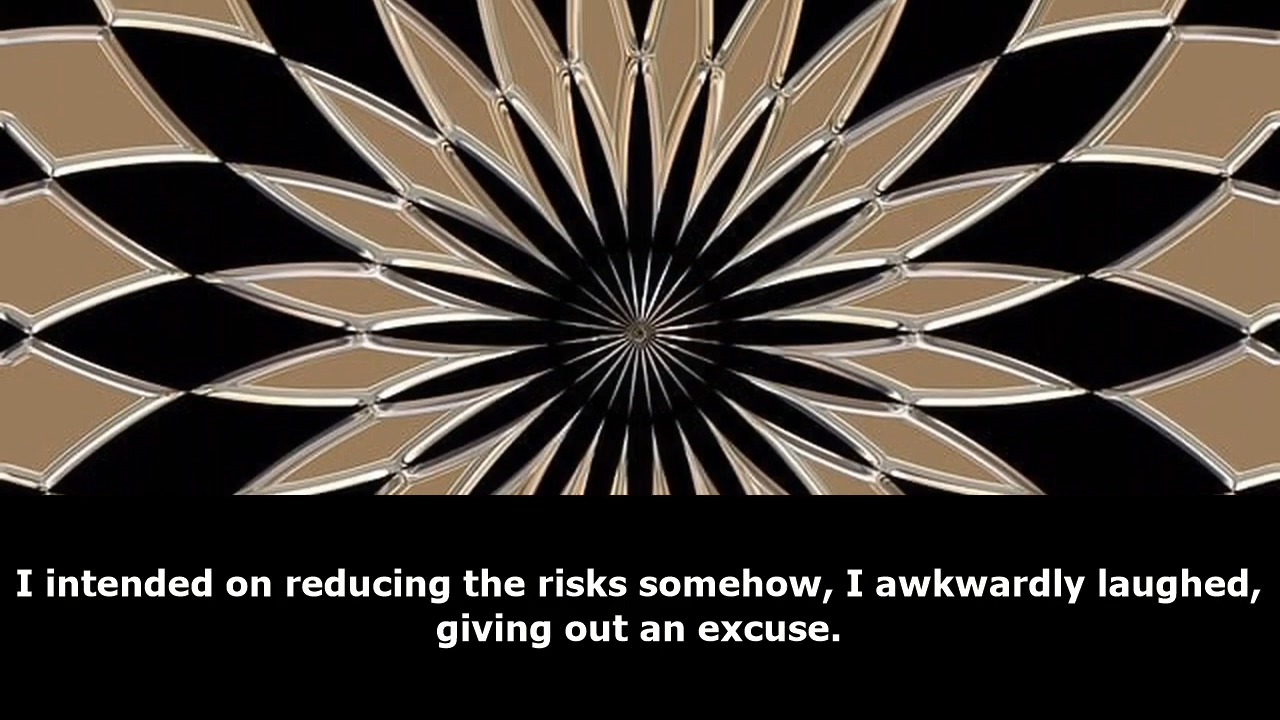 I intended on reducing the risks somehow, I awkwardly laughed,
giving out an excuse.